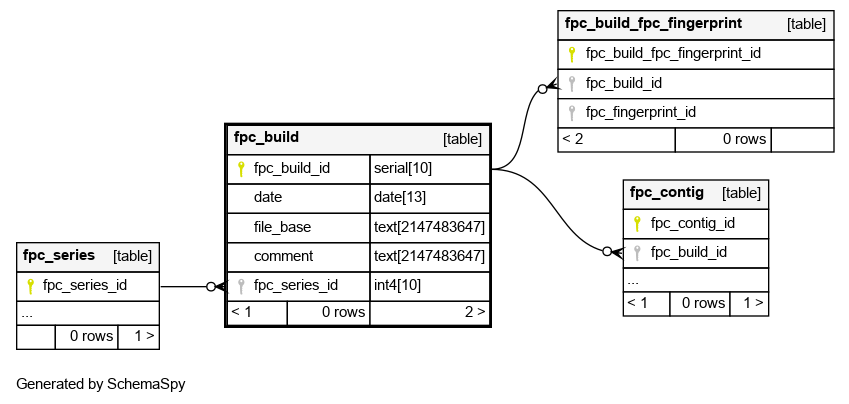 fpc_build_fpc_fingerprint [table]
fpc_build_fpc_fingerprint_id
fpc_build_id
fpc_fingerprint_id
< 2 0 rows
fpc_build [table]
fpc_build_id serial[10]
date date[13]
file_base text[2147483647]
comment text[2147483647]
fpc_series_id int4[10]
< 1 0 rows 2 >
fpc_contig [table]
fpc_contig_id
fpc_build_id
...
< 1 0 rows 1 >
fpc_series [table]
fpc_series_id
...
0 rows 1 >
Generated by SchemaSpy